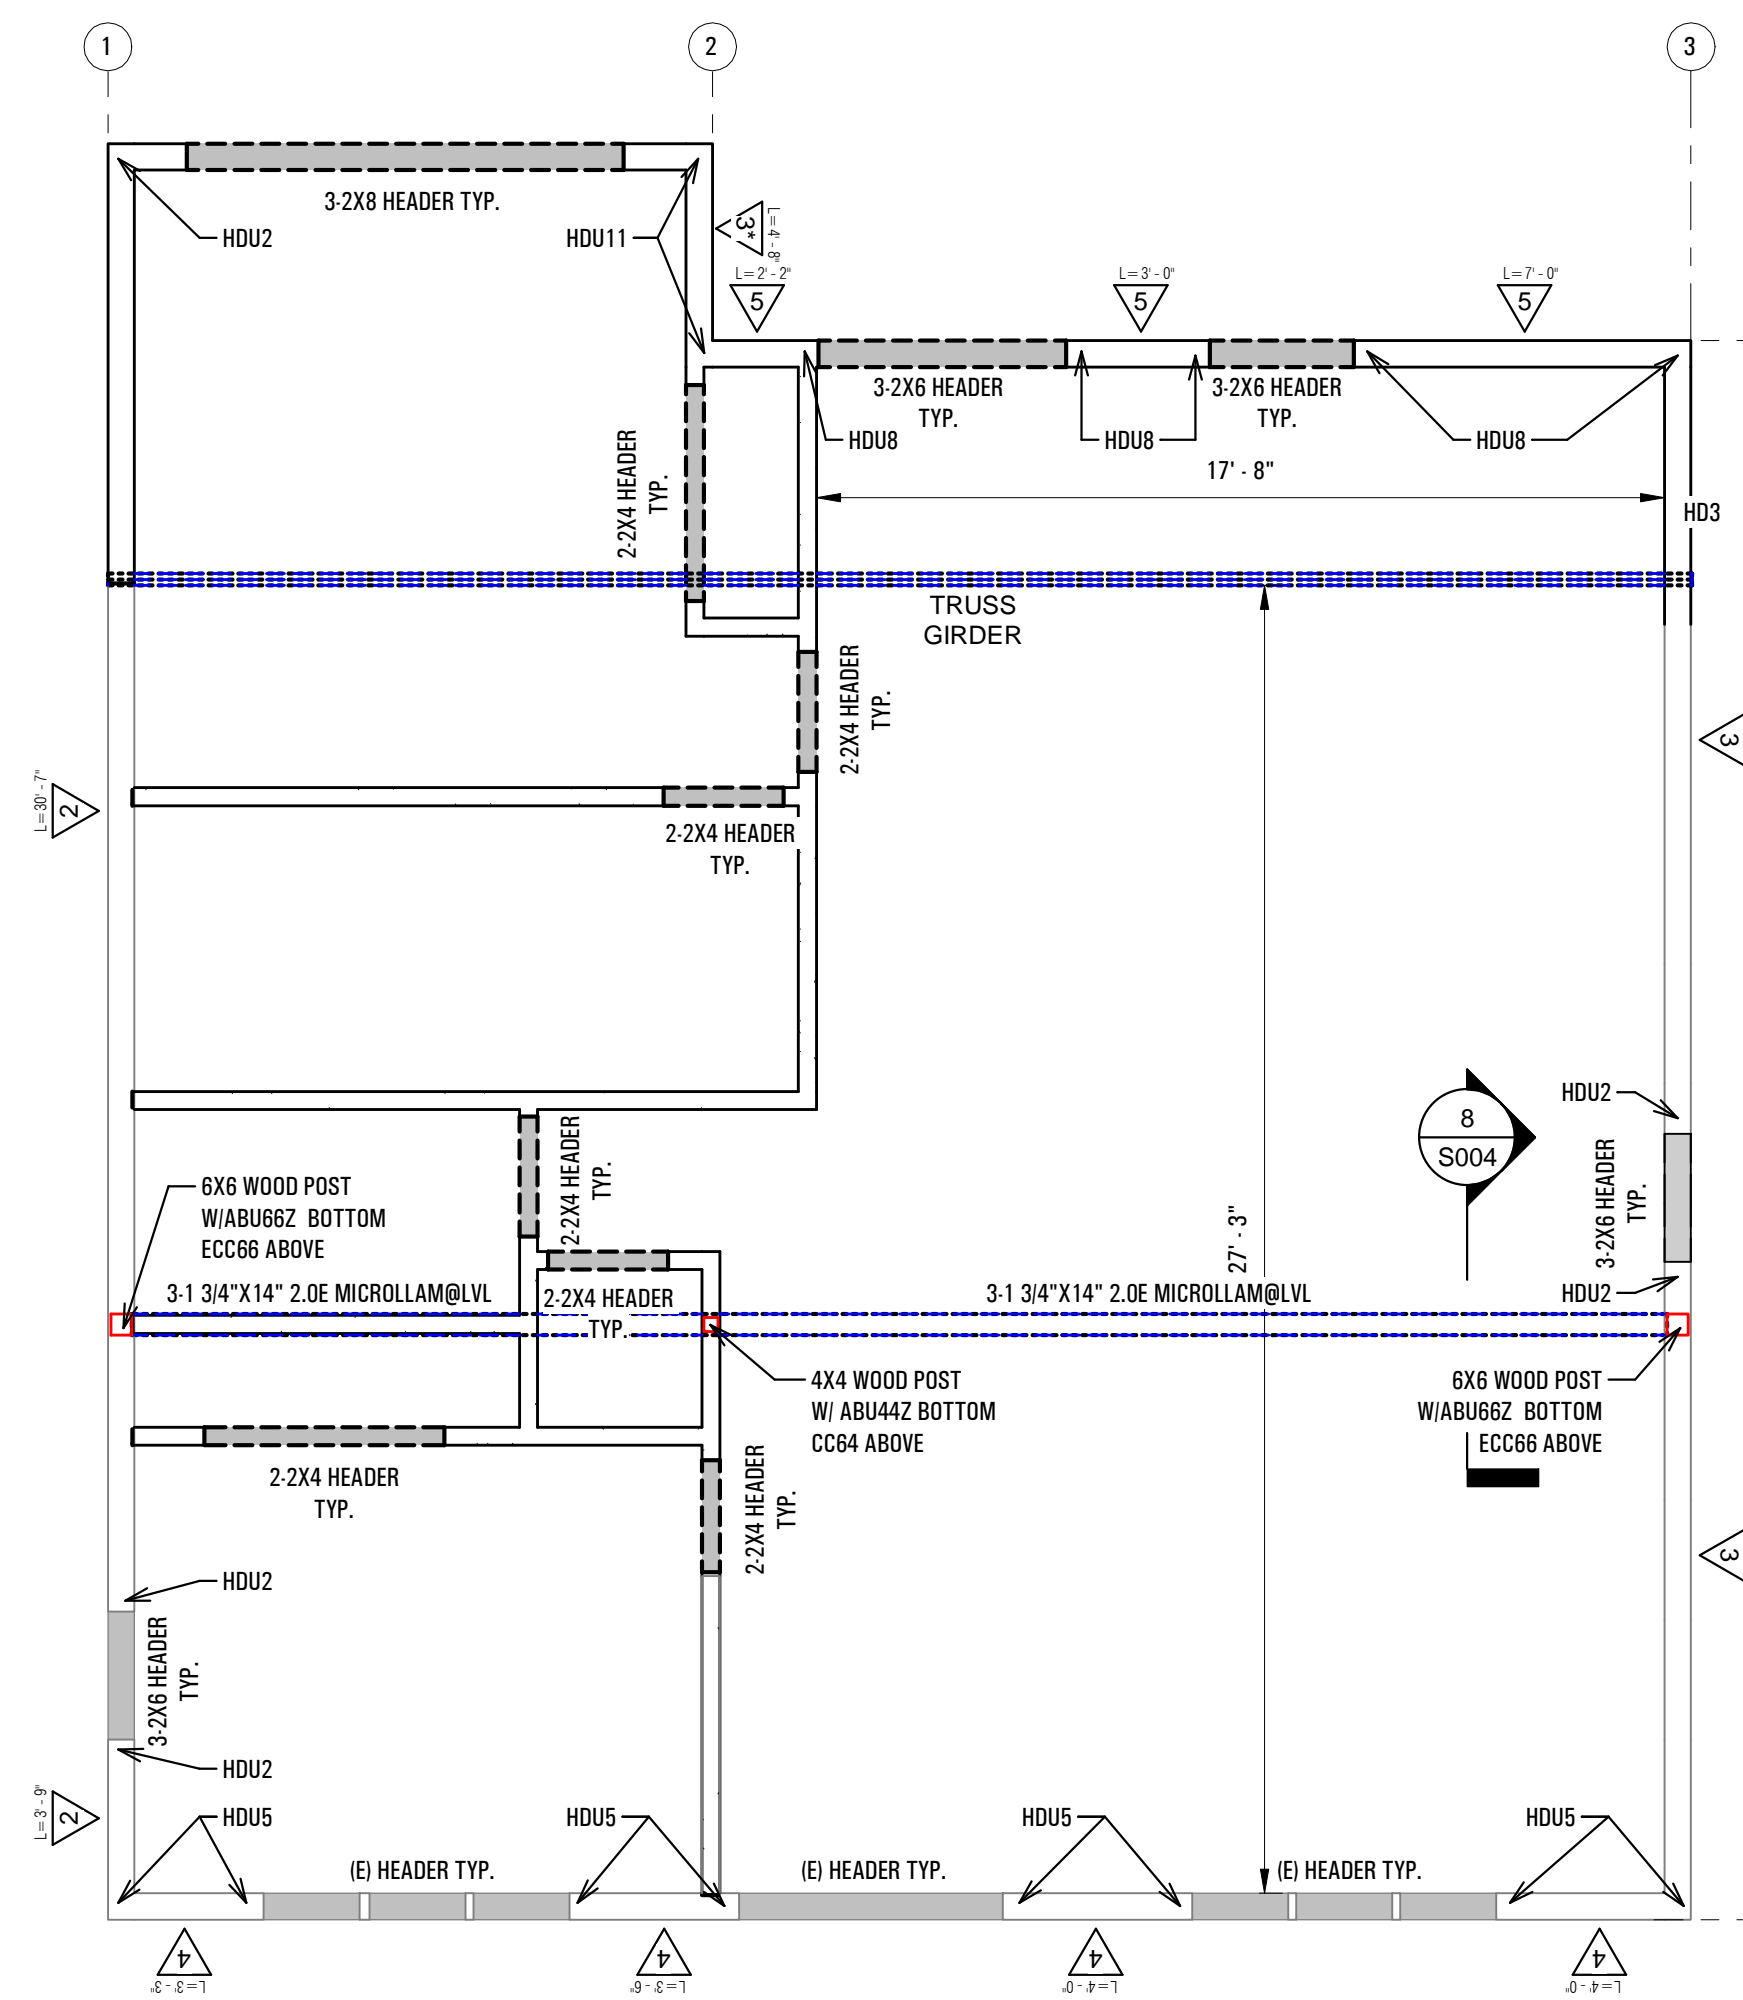 1
2
3
3-2X8 HEADER TYP.
HDU2
HDU11
3*
L = 4' - 8"
L = 2' - 2"
5
L = 3' - 0"
5
L = 7' - 0"
5
3-2X6 HEADER
TYP.
3-2X6 HEADER
TYP.
HDU8
HDU8
HDU8
17' - 8"
HD3
2-2X4 HEADER
TYP.
TRUSS
GIRDER
2-2X4 HEADER
TYP.
3
L = 30' - 7"
2
2-2X4 HEADER
TYP.
HDU2
8
S004
3-2X6 HEADER
TYP.
2-2X4 HEADER
TYP.
6X6 WOOD POST
W/ABU66Z BOTTOM
ECC66 ABOVE
27' - 3"
3-1 3/4"X14" 2.0E MICROLLAM@LVL
2-2X4 HEADER
TYP.
3-1 3/4"X14" 2.0E MICROLLAM@LVL
HDU2
4X4 WOOD POST
W/ ABU44Z BOTTOM
CC64 ABOVE
6X6 WOOD POST
W/ABU66Z BOTTOM
ECC66 ABOVE
2-2X4 HEADER
TYP.
2-2X4 HEADER
TYP.
3
HDU2
3-2X6 HEADER
TYP.
HDU2
L = 3' - 9"
2
HDU5
HDU5
HDU5
HDU5
(E) HEADER TYP.
(E) HEADER TYP.
(E) HEADER TYP.
4
L = 3' - 3"
4
L = 3' - 6"
4
L = 4' - 0"
4
L = 4' - 0"